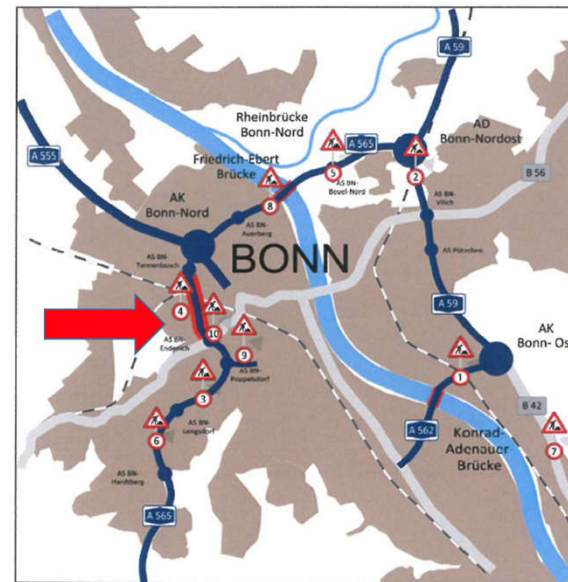 A 59
Rheinbrücke
Bonn-Nord
AD
Bonn-Nordost
A 565
A 555
Friedrich-Ebert
Brücke
5
2
B 56
AS BN-
Beuel-Nord
AK
Bonn-Nord
8
AS BN-
Vilich
AS BN-
Auerberg
AS BN-
Tannenbusch
BONN
AS-Pützchen
A 59
4
10
AS BN-
Endenich
9
AK
Bonn- Os
AS BN-
Poppelsdorf
1
3
B 42
AS BN-
Lengsdorf
6
A 562
Konrad-
Adenauer
Brücke
7
AS BN-
Hardtberg
A 565